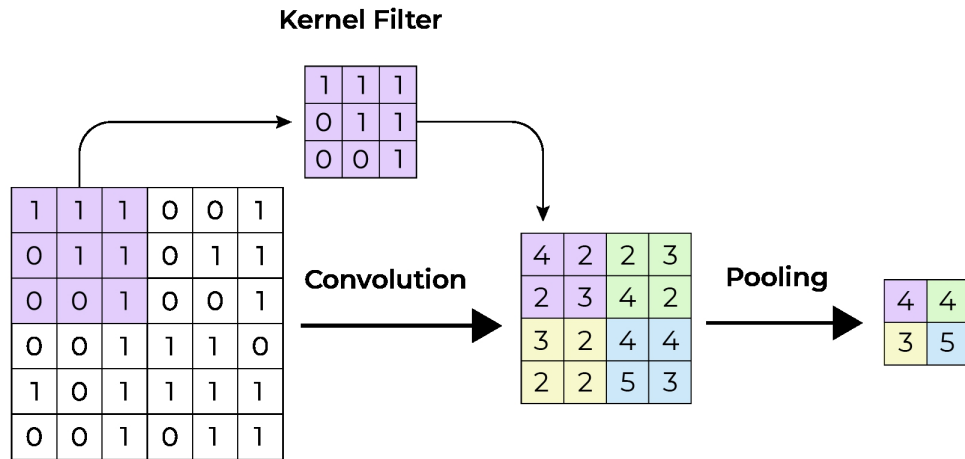 Kernel Filter
1 1 1
0 1 1
0 0 1
1 1 1 0 0 1
0 1 1 0 1 1
0 0 1 0 0 1
0 0 1 1 1 0
1 0 1 1 1 1
0 0 1 0 1 1
Convolution
4 2 2 3
2 3 4 2
3 2 4 4
2 2 5 3
Pooling
4 4
3 5